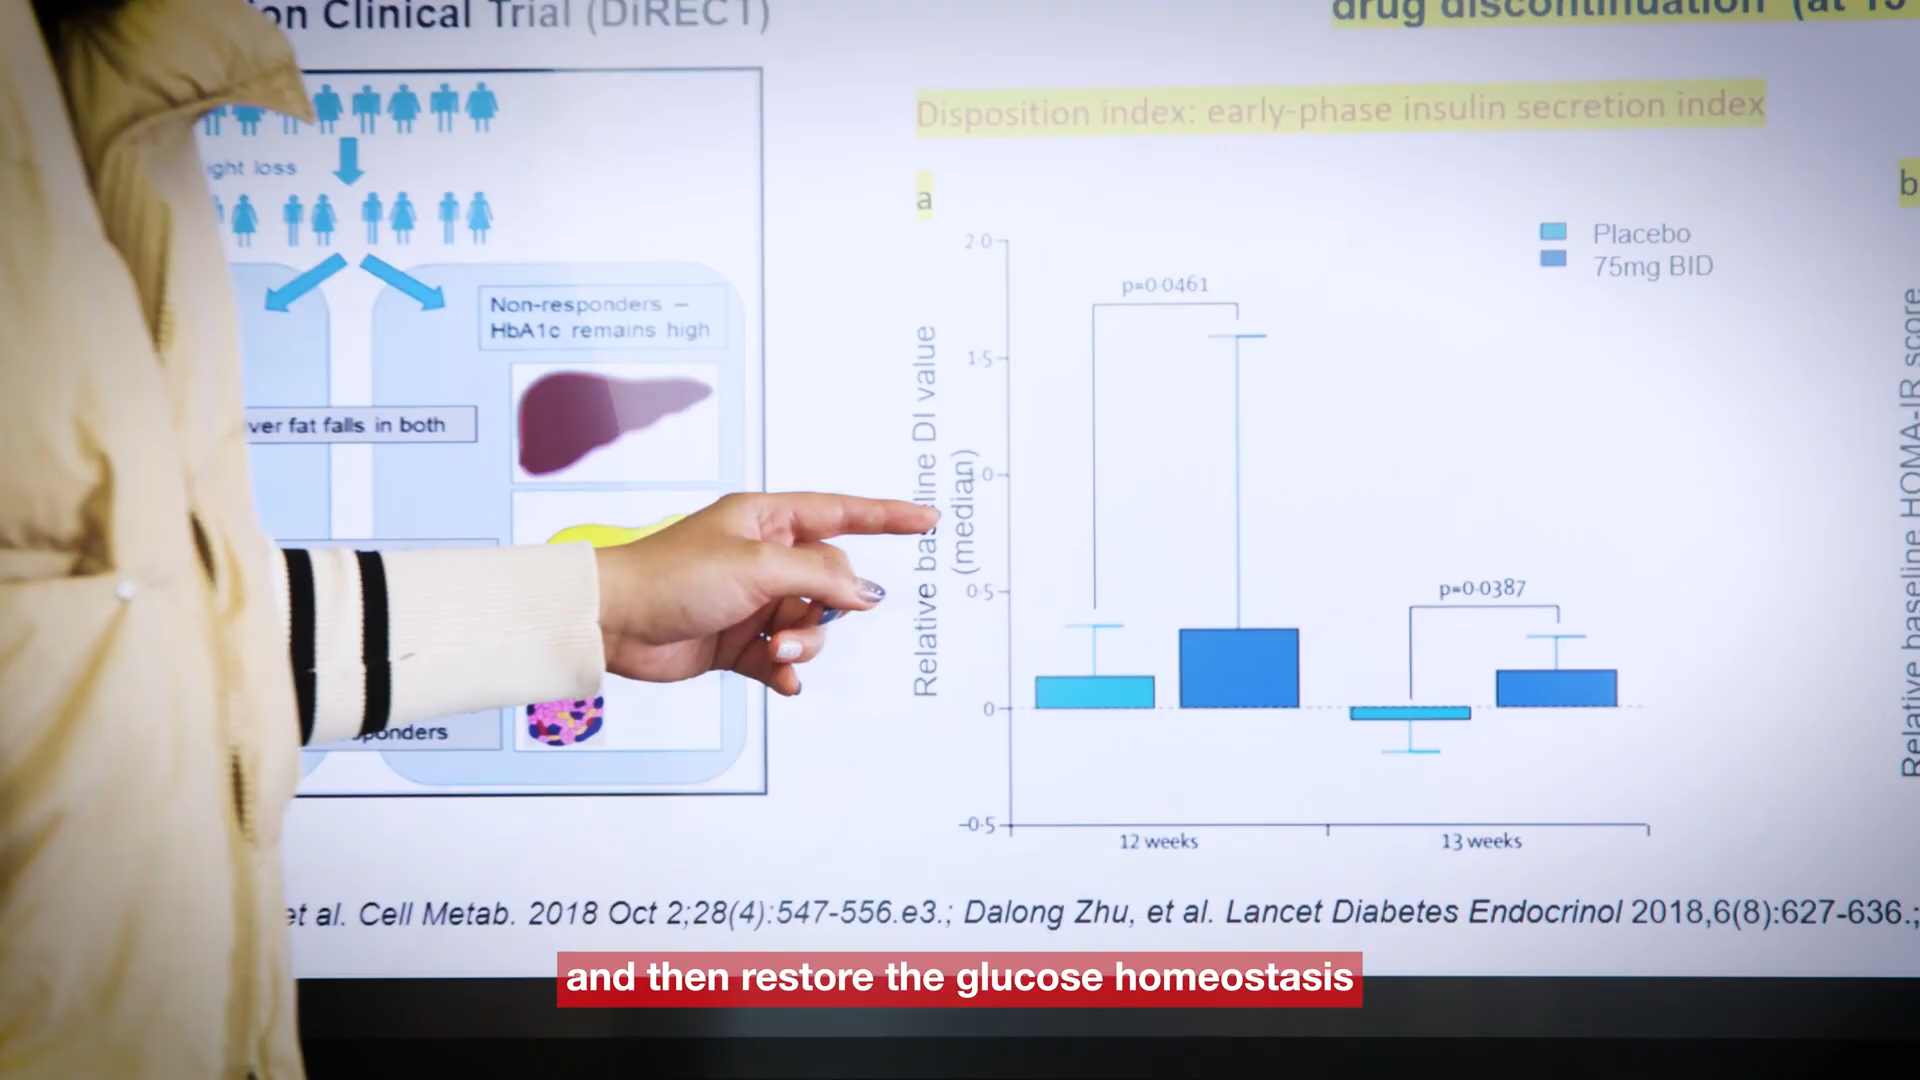 on Clinical Trial (DiRECT)
ght loss
Non-responders –
HbA1c remains high
ver fat falls in both
ponders
drug discontinuation (at 13
Disposition index: early-phase insulin secretion index
a
b
Placebo
75mg BID
2·0
p=0·0461
1·5
·0
0·5
p=0·0387
0
-0·5
12 weeks
13 weeks
Relative baseline DI value
(median)
Relative baseline HOMA-IR score
et al. Cell Metab. 2018 Oct 2;28(4):547-556.e3.; Dalong Zhu, et al. Lancet Diabetes Endocrinol 2018,6(8):627-636.;
and then restore the glucose homeostasis